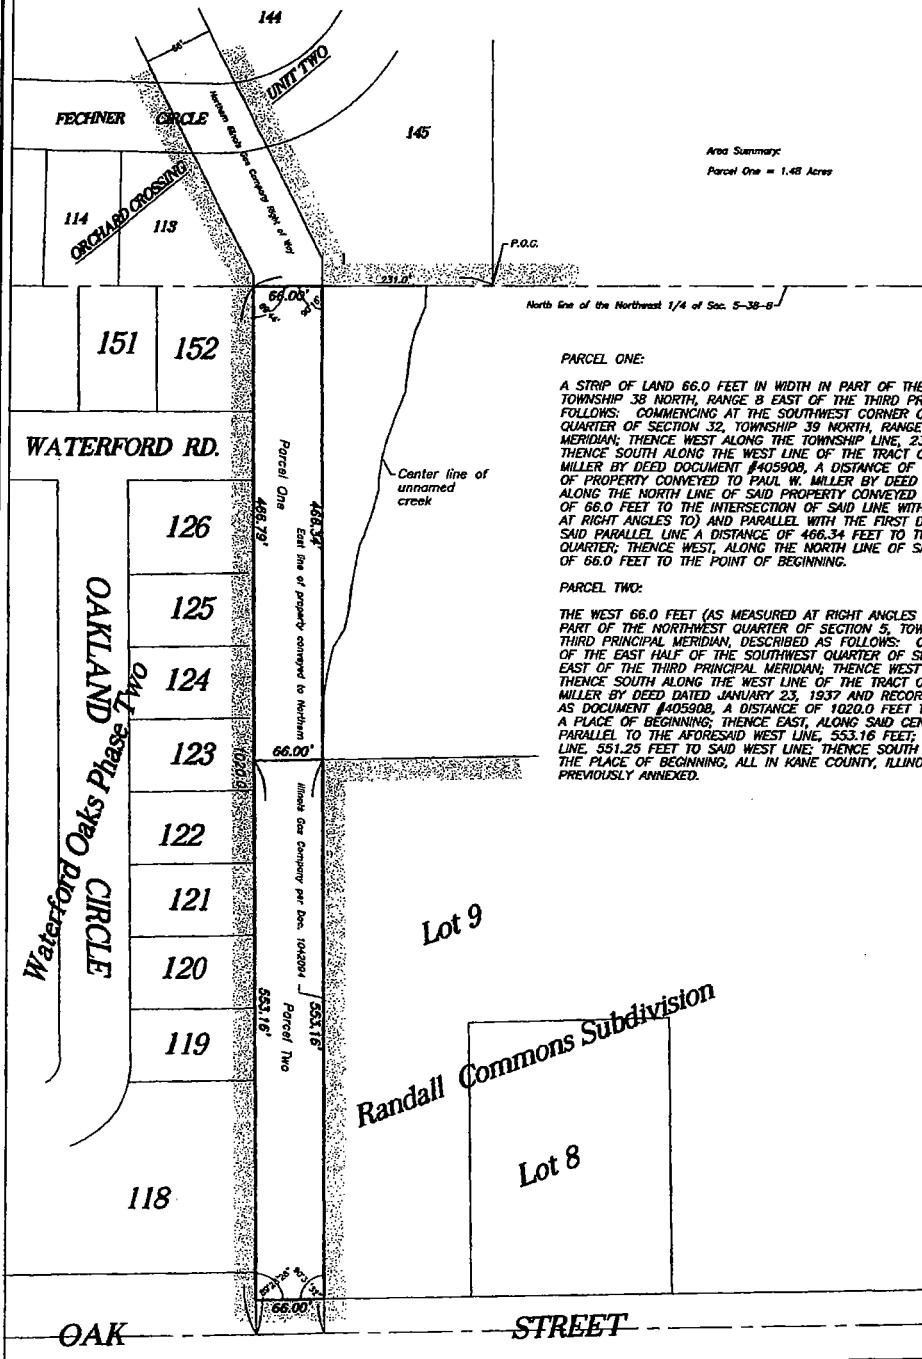 144
66'
UNIT TWO
FECHNER CIRCLE
Northern Illinois Gas Company Right of Way
145
Area Summary:
Parcel One = 1.48 Acres
114
113
ORCHARD CROSSING
P.O.C.
231.0'
66.00'
North line of the Northwest 1/4 of Sec. 5-38-8
151
152
PARCEL ONE:
A STRIP OF LAND 66.0 FEET IN WIDTH IN PART OF THE
TOWNSHIP 38 NORTH, RANGE 8 EAST OF THE THIRD PR
FOLLOWS: COMMENCING AT THE SOUTHWEST CORNER
QUARTER OF SECTION 32, TOWNSHIP 39 NORTH, RANGE
MERIDIAN; THENCE WEST ALONG THE TOWNSHIP LINE, 23
THENCE SOUTH ALONG THE WEST LINE OF THE TRACT
MILLER BY DEED DOCUMENT #405908, A DISTANCE OF
OF PROPERTY CONVEYED TO PAUL W. MILLER BY DEED
ALONG THE NORTH LINE OF SAID PROPERTY CONVEYED
OF 66.0 FEET TO THE INTERSECTION OF SAID LINE WITH
AT RIGHT ANGLES TO) AND PARALLEL WITH THE FIRST D
SAID PARALLEL LINE A DISTANCE OF 466.34 FEET TO T
QUARTER; THENCE WEST, ALONG THE NORTH LINE OF S
OF 66.0 FEET TO THE POINT OF BEGINNING.
WATERFORD RD.
Parcel One
466.79'
466.34'
East line of property conveyed to Northern
Center line of
unnamed
creek
126
125
124
123
122
121
120
119
118
OAKLAND CIRCLE
Waterford Oaks Phase Two
PARCEL TWO:
THE WEST 66.0 FEET (AS MEASURED AT RIGHT ANGLES
PART OF THE NORTHWEST QUARTER OF SECTION 5, TOW
THIRD PRINCIPAL MERIDIAN, DESCRIBED AS FOLLOWS:
OF THE EAST HALF OF THE SOUTHWEST QUARTER OF S
EAST OF THE THIRD PRINCIPAL MERIDIAN; THENCE WEST
THENCE SOUTH ALONG THE WEST LINE OF THE TRACT
MILLER BY DEED DATED JANUARY 23, 1937 AND RECOR
AS DOCUMENT #405908, A DISTANCE OF 1020.0 FEET T
A PLACE OF BEGINNING; THENCE EAST, ALONG SAID CEN
PARALLEL TO THE AFORESAID WEST LINE, 553.16 FEET;
LINE, 551.25 FEET TO SAID WEST LINE; THENCE SOUTH
THE PLACE OF BEGINNING, ALL IN KANE COUNTY, ILLINO
PREVIOUSLY ANNEXED.
1020.0'
66.00'
Illinois Gas Company per Doc. 1042094
553.16'
553.16'
Parcel Two
Lot 9
Randall Commons Subdivision
Lot 8
66.00'
OAK STREET